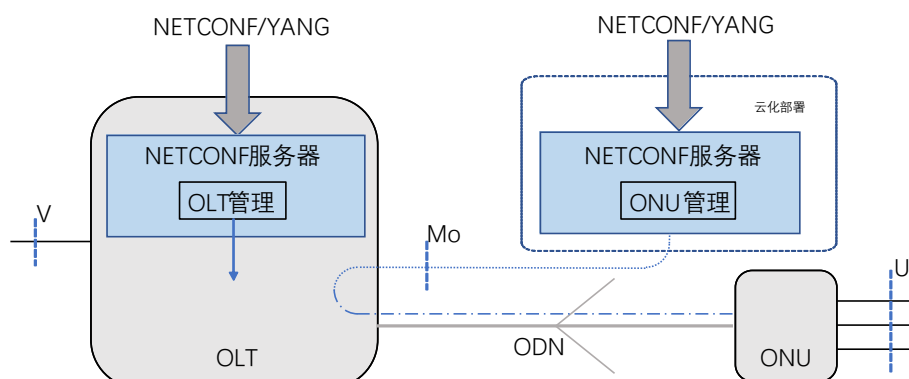 NETCONF/YANG
NETCONF/YANG
云化部署
NETCONF服务器
OLT管理
NETCONF服务器
ONU管理
V
Mo
U
ODN
OLT
ONU